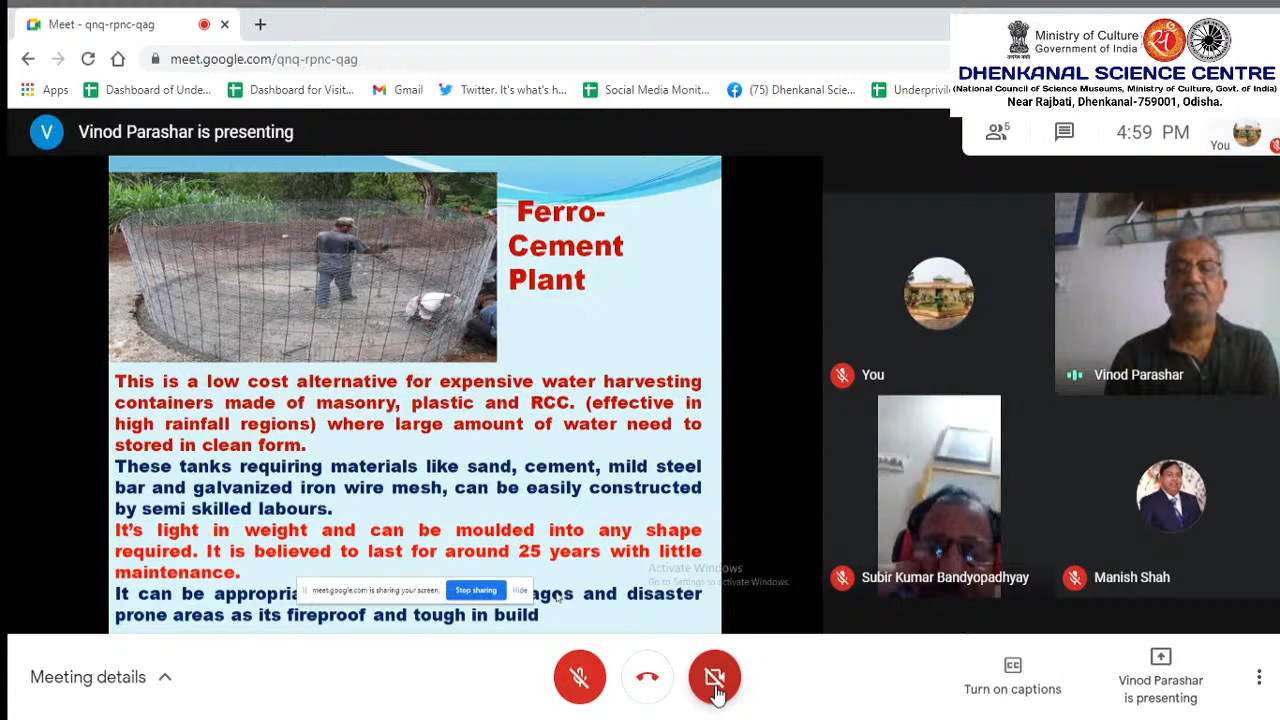 Meet - qnq-rpnc-qag
meet.google.com/qnq-rpnc-qag
Apps
Dashboard of Unde...
Dashboard for Visit...
Gmail
Twitter. It's what's h...
Social Media Monit...
(75) Dhenkanal Scie...
Underprivile
Ministry of Culture
Government of India
DHENKANAL SCIENCE CENTRE
(National Council of Science Museums, Ministry of Culture, Govt. of India)
Near Rajbati, Dhenkanal-759001, Odisha.
V
Vinod Parashar is presenting
5
4:59 PM
You
Ferro-
Cement
Plant
This is a low cost alternative for expensive water harvesting
containers made of masonry, plastic and RCC. (effective in
high rainfall regions) where large amount of water need to
stored in clean form.
These tanks requiring materials like sand, cement, mild steel
bar and galvanized iron wire mesh, can be easily constructed
by semi skilled labours.
It's light in weight and can be moulded into any shape
required. It is believed to last for around 25 years with little
maintenance.
It can be appropria ages and disaster
prone areas as its fireproof and tough in build
meet.google.com is sharing your screen.
Stop sharing
Hide
Activate Windows
Go to Settings to activate Windows.
You
Vinod Parashar
Subir Kumar Bandyopadhyay
Manish Shah
Meeting details
CC
Turn on captions
Vinod Parashar
is presenting